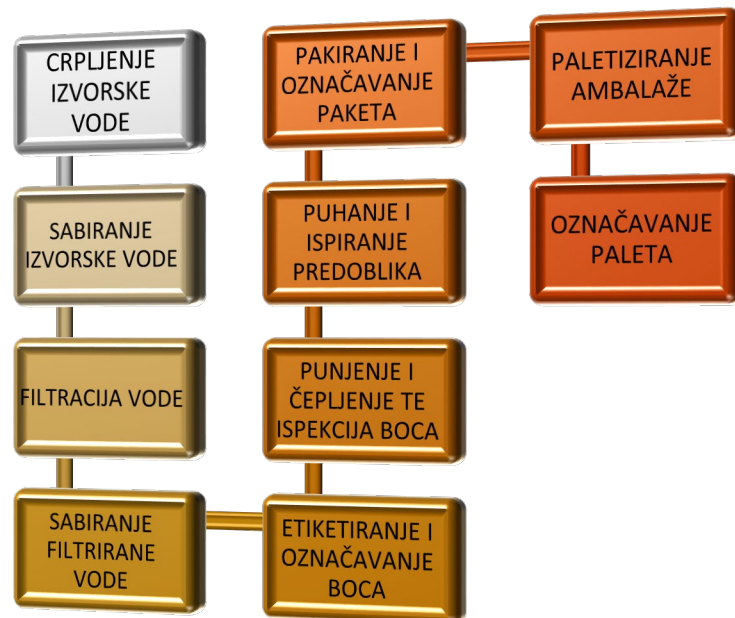 CRPLJENJE
IZVORSKE
VODE
SABIRANJE
IZVORSKE VODE
FILTRACIJA VODE
SABIRANJE
FILTRIRANE
VODE
ETIKETIRANJE I
OZNAČAVANJE
BOCA
PUNJENJE I
ČEPLJENJE TE
ISPEKCIJA BOCA
PUHANJE I
ISPIRANJE
PREDOBLIKA
PAKIRANJE I
OZNAČAVANJE
PAKETA
PALETIZIRANJE
AMBALAŽE
OZNAČAVANJE
PALETA